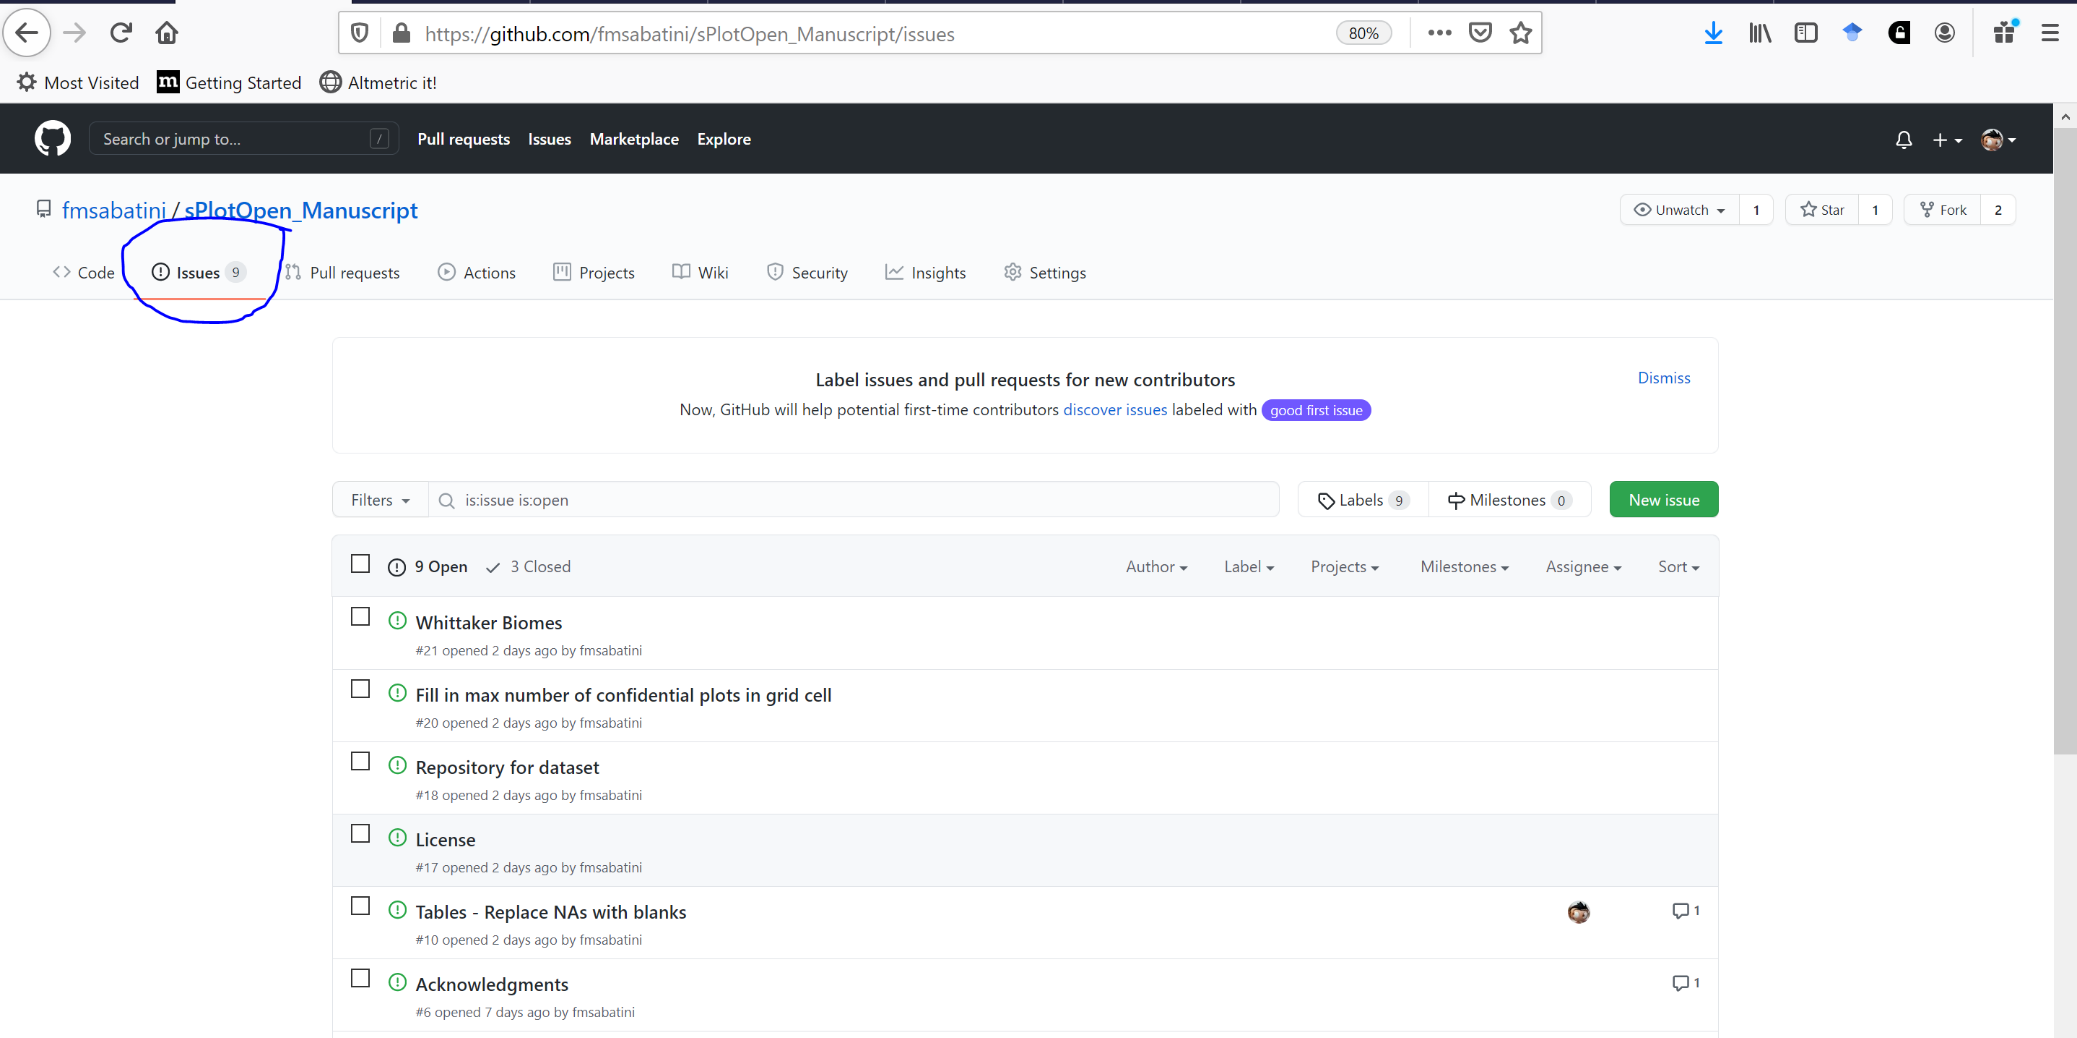 https://github.com/fmsabatini/sPlotOpen_Manuscript/issues 80%
Most Visited m Getting Started Altmetric it!
Search or jump to... / Pull requests Issues Marketplace Explore
fmsabatini / sPlotOpen_Manuscript Unwatch 1 Star 1 Fork 2
Code Issues 9 Pull requests Actions Projects Wiki Security Insights Settings
Label issues and pull requests for new contributors Dismiss
Now, GitHub will help potential first-time contributors discover issues labeled with good first issue
Filters is:issue is:open Labels 9 Milestones 0 New issue
9 Open 3 Closed Author Label Projects Milestones Assignee Sort
Whittaker Biomes
#21 opened 2 days ago by fmsabatini
Fill in max number of confidential plots in grid cell
#20 opened 2 days ago by fmsabatini
Repository for dataset
#18 opened 2 days ago by fmsabatini
License
#17 opened 2 days ago by fmsabatini
Tables - Replace NAs with blanks 1
#10 opened 2 days ago by fmsabatini
Acknowledgments 1
#6 opened 7 days ago by fmsabatini